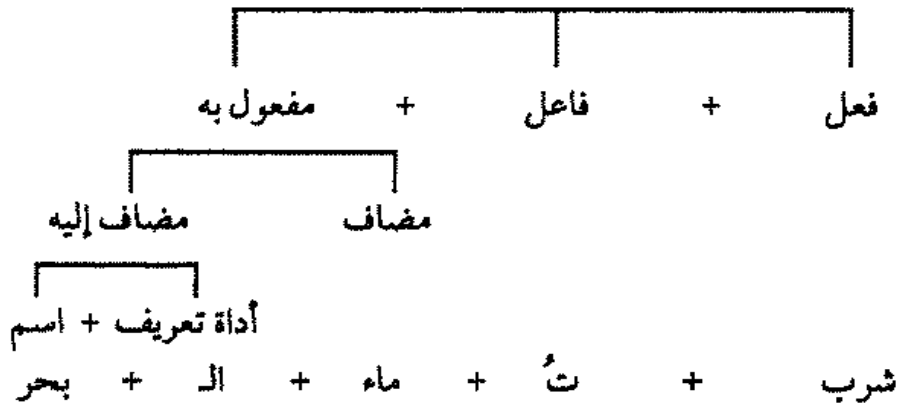 فعل + فاعل + مفعول به
مضاف مضاف إليه
أداة تعريف + اسم
شرب + تُ + ماء + الـ + بحر